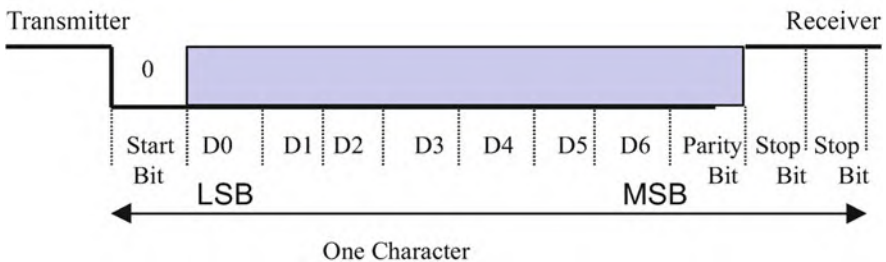 Transmitter Receiver
0
Start D0 D1 D2 D3 D4 D5 D6 Parity Stop Stop
Bit Bit Bit Bit
LSB MSB
One Character